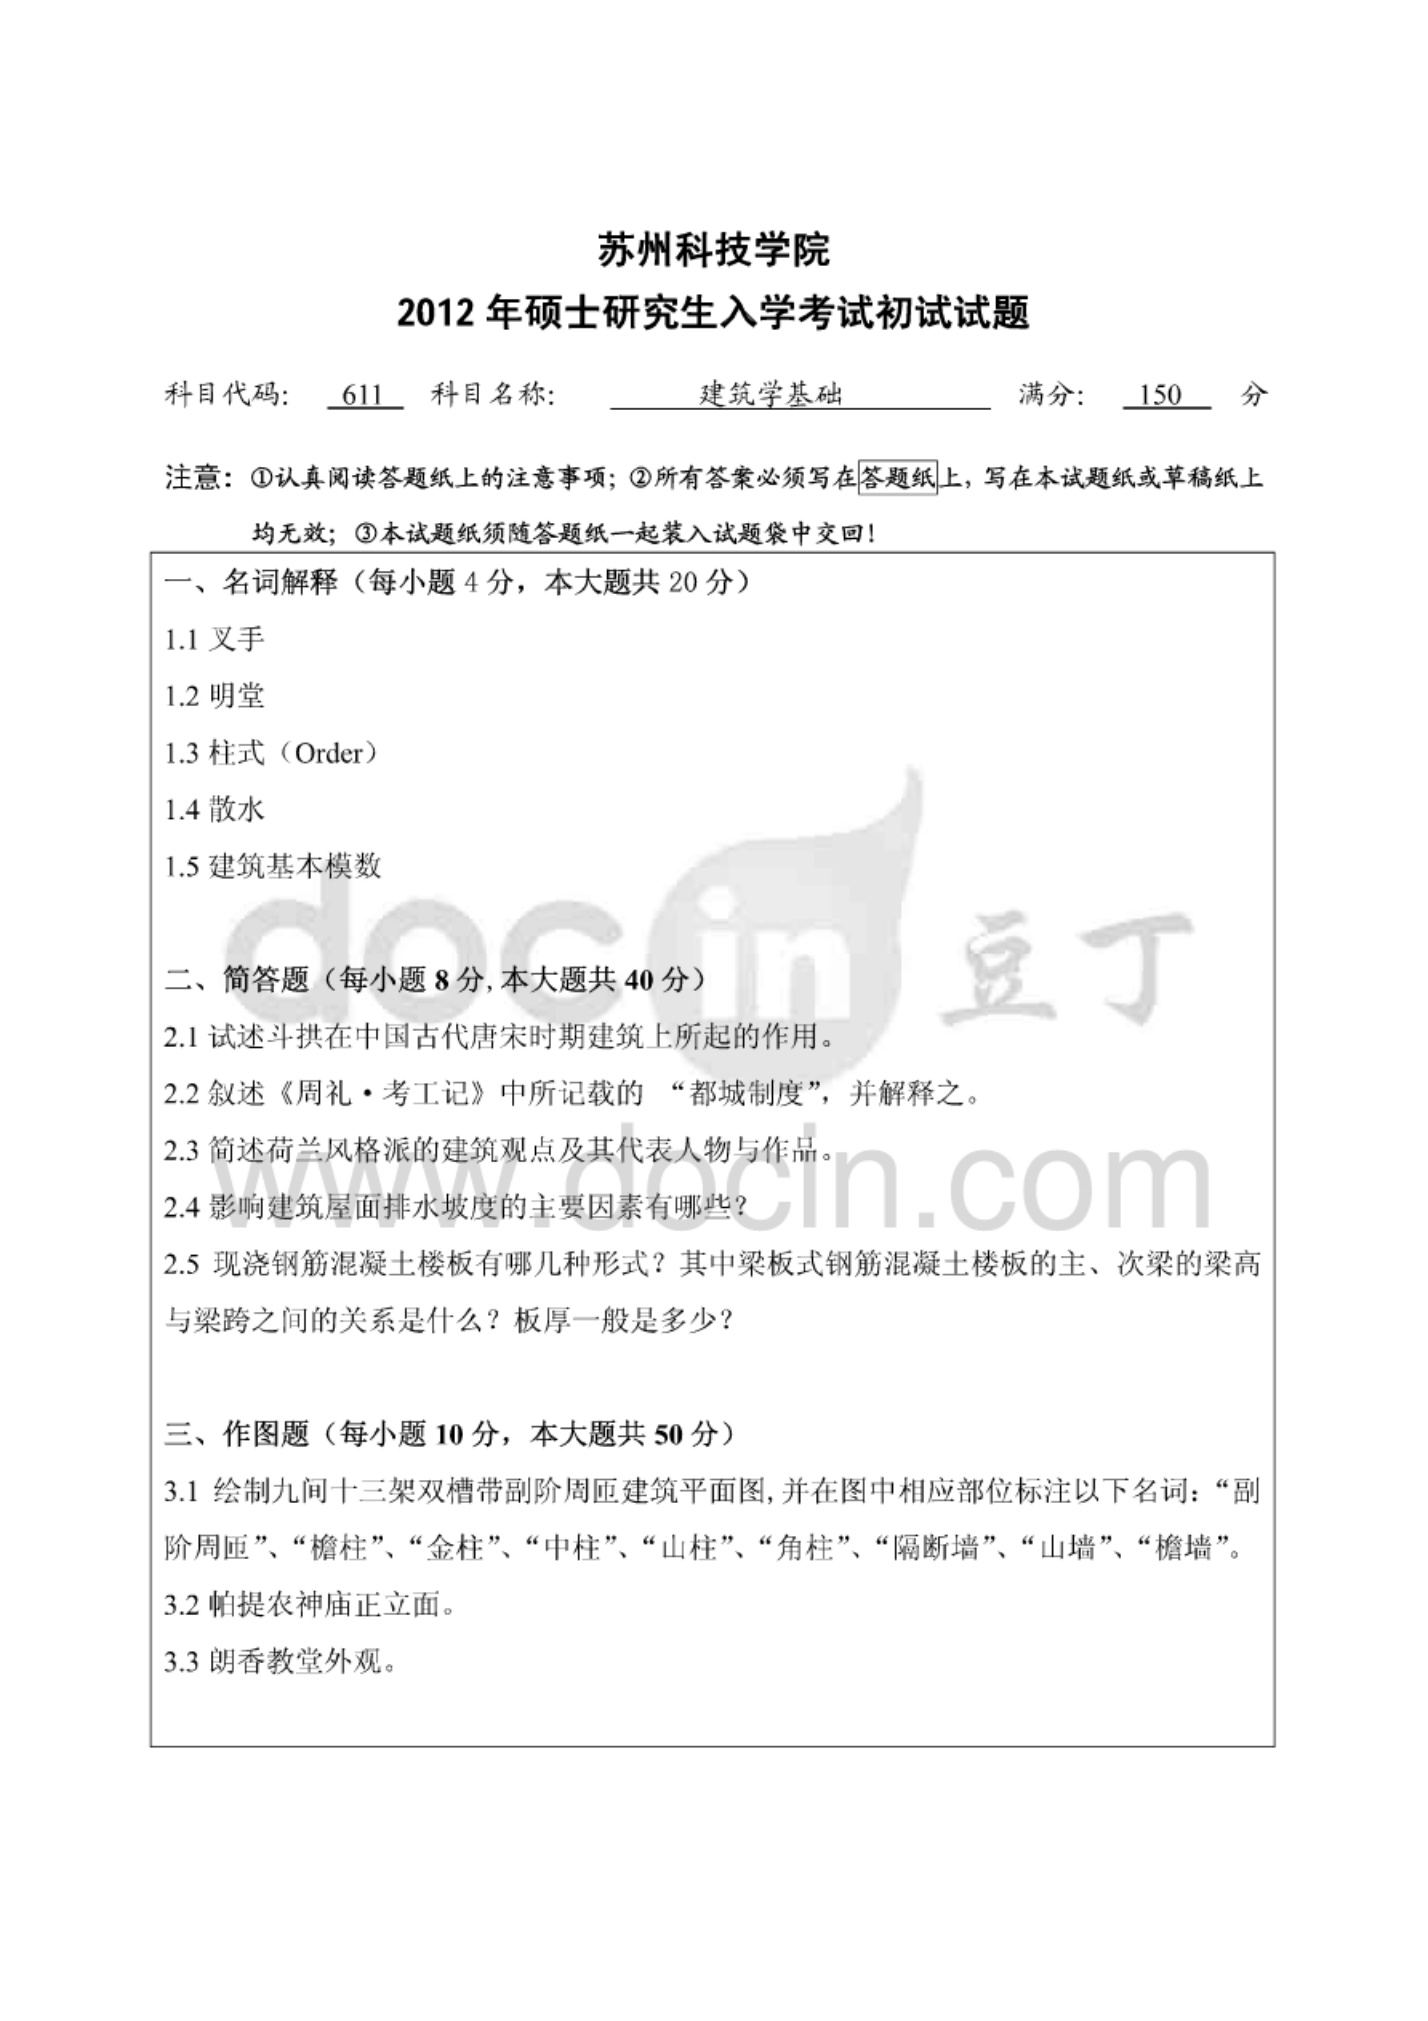 苏州科技学院
2012 年硕士研究生入学考试初试试题
科目代码： 611 科目名称： 建筑学基础 满分： 150 分
注意：①认真阅读答题纸上的注意事项；②所有答案必须写在答题纸上，写在本试题纸或草稿纸上
均无效；③本试题纸须随答题纸一起装入试题袋中交回！
一、名词解释（每小题 4 分，本大题共 20 分）
1.1 叉手
1.2 明堂
1.3 柱式（Order）
1.4 散水
1.5 建筑基本模数
docin 豆丁
二、简答题（每小题 8 分, 本大题共 40 分）
2.1 试述斗拱在中国古代唐宋时期建筑上所起的作用。
2.2 叙述《周礼·考工记》中所记载的 “都城制度”，并解释之。
2.3 简述荷兰风格派的建筑观点及其代表人物与作品。
www.docin.com
2.4 影响建筑屋面排水坡度的主要因素有哪些？
2.5 现浇钢筋混凝土楼板有哪几种形式？其中梁板式钢筋混凝土楼板的主、次梁的梁高
与梁跨之间的关系是什么？板厚一般是多少？
三、作图题（每小题 10 分，本大题共 50 分）
3.1 绘制九间十三架双槽带副阶周匝建筑平面图, 并在图中相应部位标注以下名词：“副
阶周匝”、“檐柱”、“金柱”、“中柱”、“山柱”、“角柱”、“隔断墙”、“山墙”、“檐墙”。
3.2 帕提农神庙正立面。
3.3 朗香教堂外观。